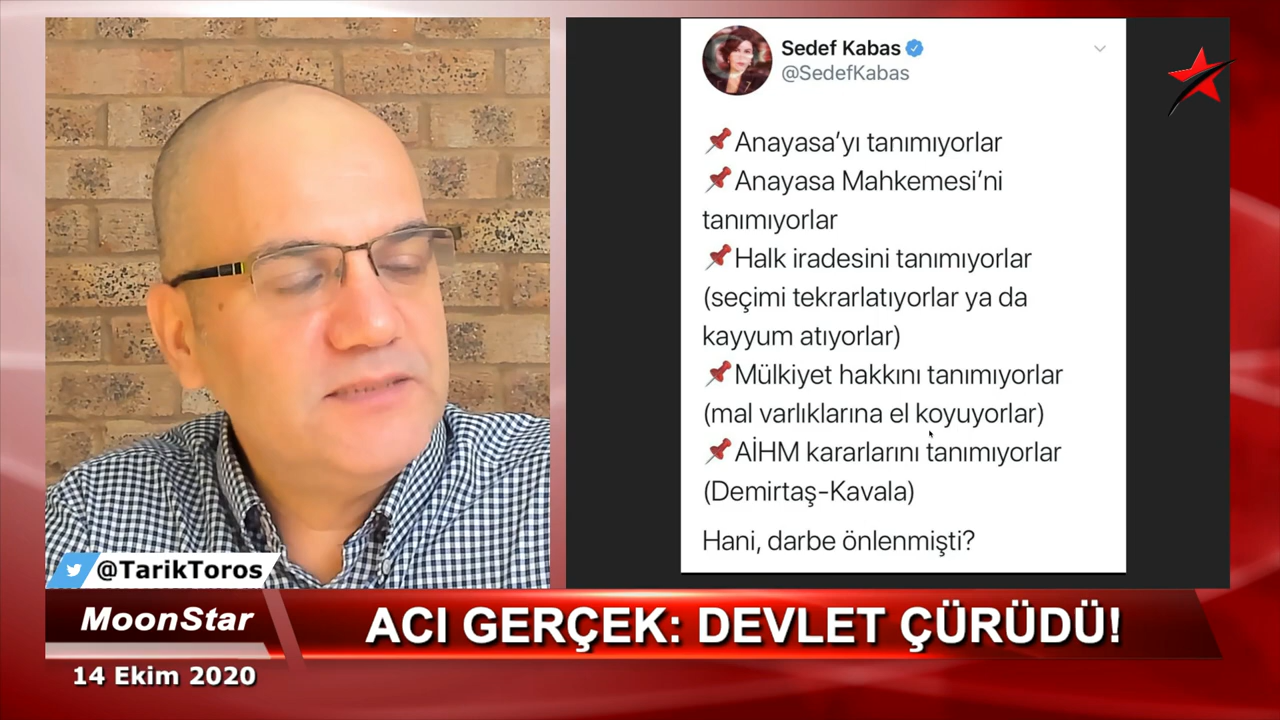 Sedef Kabas
@SedefKabas
Anayasa’yı tanımıyorlar
Anayasa Mahkemesi’ni
tanımıyorlar
Halk iradesini tanımıyorlar
(seçimi tekrarlatıyorlar ya da
kayyum atıyorlar)
Mülkiyet hakkını tanımıyorlar
(mal varlıklarına el koyuyorlar)
AİHM kararlarını tanımıyorlar
(Demirtaş-Kavala)
Hani, darbe önlenmişti?
@TarikToros
MoonStar
ACI GERÇEK: DEVLET ÇÜRÜDÜ!
14 Ekim 2020